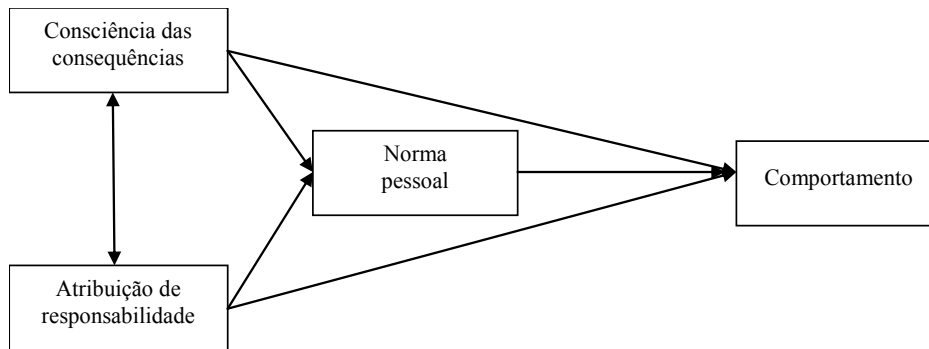 Consciência das
consequências
Norma
pessoal
Comportamento
Atribuição de
responsabilidade